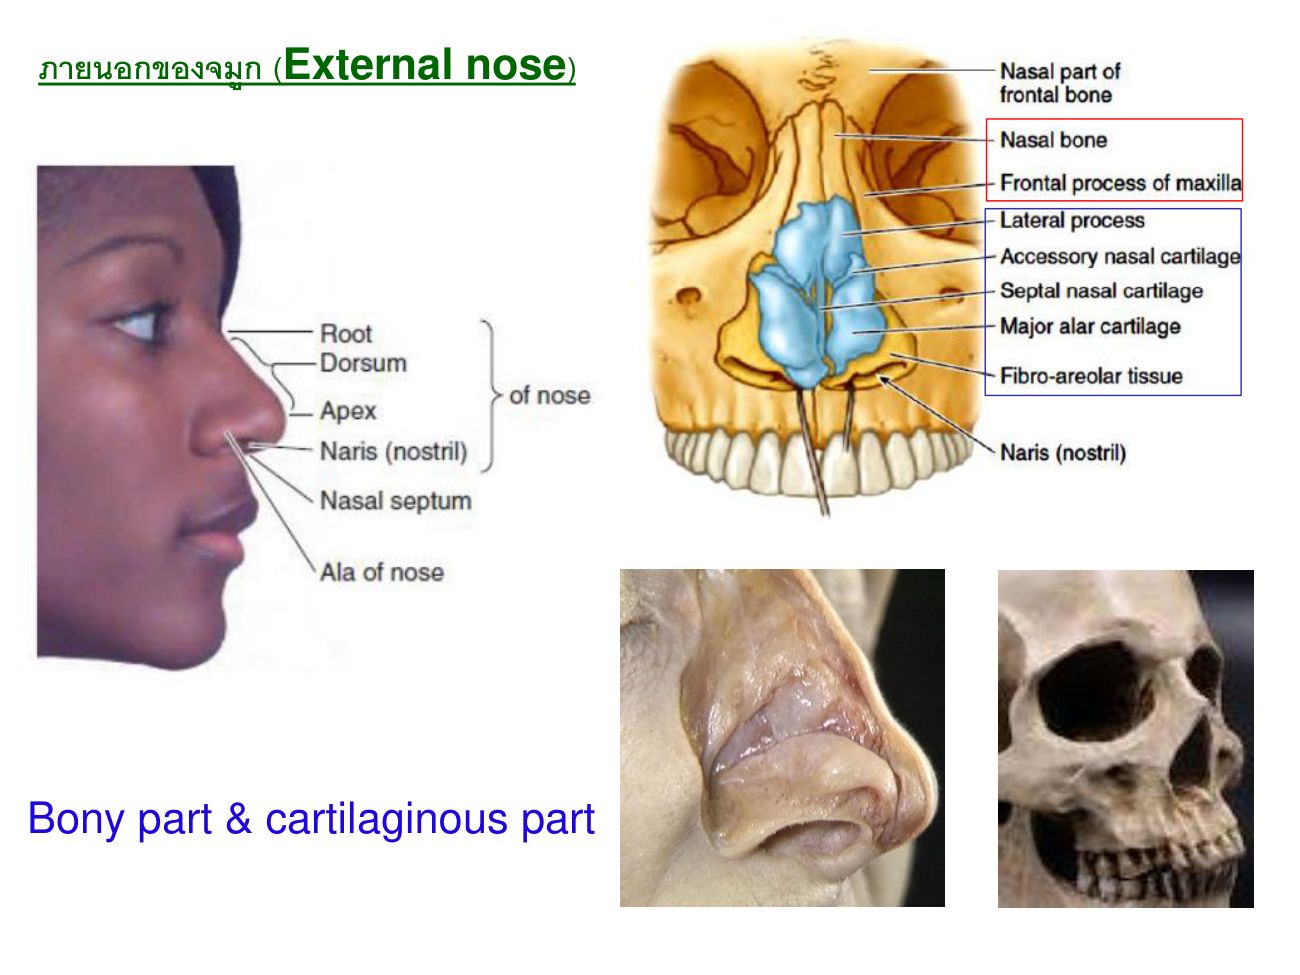 ภายนอกของจมูก (External nose)
Root
Dorsum
Apex
Naris (nostril)
of nose
Nasal septum
Ala of nose
Nasal part of
frontal bone
Nasal bone
Frontal process of maxilla
Lateral process
Accessory nasal cartilage
Septal nasal cartilage
Major alar cartilage
Fibro-areolar tissue
Naris (nostril)
Bony part & cartilaginous part